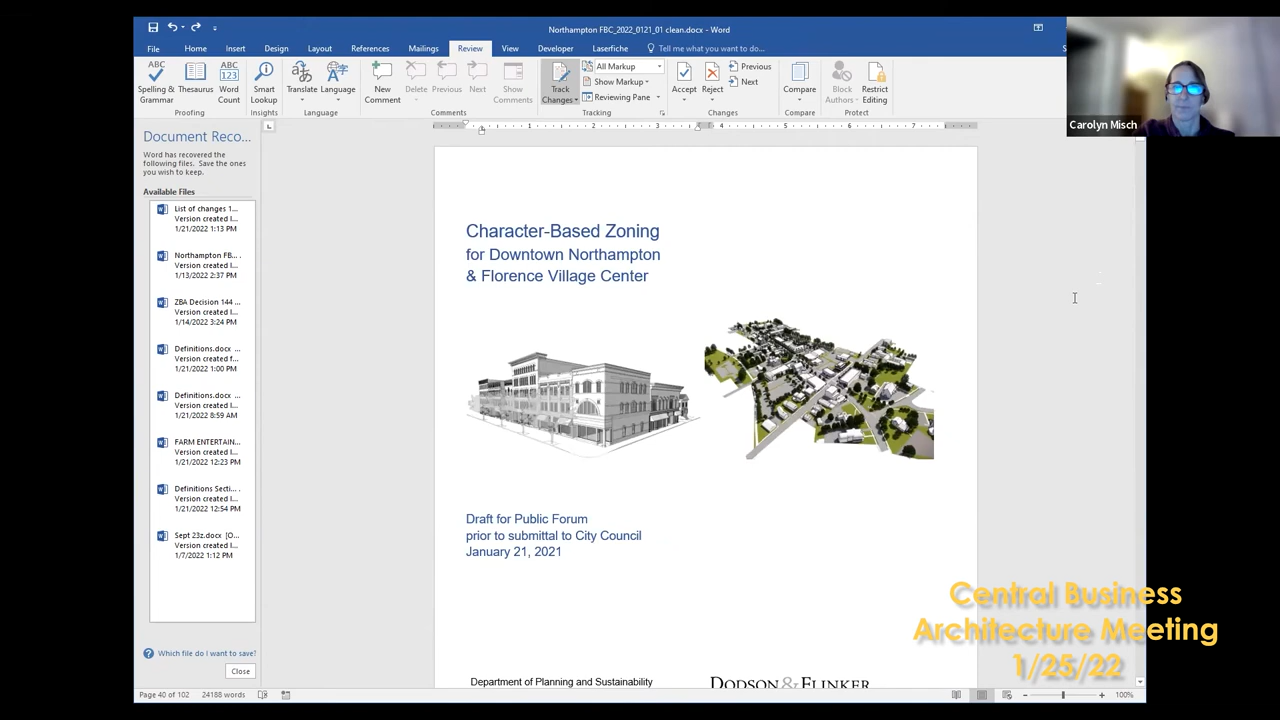 Northampton FBC_2022_0121_01 clean.docx - Word
File
Home
Insert
Design
Layout
References
Mailings
Review
View
Developer
Laserfiche
Tell me what you want to do...
ABC
Spelling &
Grammar
Thesaurus
ABC
123
Word
Count
Proofing
Smart
Lookup
Insights
Translate
Language
Language
New
Comment
Delete
Previous
Next
Show
Comments
Comments
Track
Changes
All Markup
Show Markup
Reviewing Pane
Tracking
Accept
Reject
Previous
Next
Changes
Compare
Compare
Block
Authors
Restrict
Editing
Protect
Carolyn Misch
1 2 3 4 5 6 7
Document Reco...
Word has recovered the
following files. Save the ones
you wish to keep.
Available Files
List of changes 1...
Version created l...
1/21/2022 1:13 PM
Northampton FB...
Version created l...
1/13/2022 2:37 PM
ZBA Decision 144 ...
Version created l...
1/14/2022 3:24 PM
Definitions.docx ...
Version created f...
1/21/2022 1:00 PM
Definitions.docx ...
Version created l...
1/21/2022 8:59 AM
FARM ENTERTAIN...
Version created l...
1/21/2022 12:23 PM
Definitions Secti...
Version created l...
1/21/2022 12:54 PM
Sept 23z.docx [O...
Version created l...
1/7/2022 1:12 PM
Which file do I want to save?
Close
Character-Based Zoning
for Downtown Northampton
& Florence Village Center
Draft for Public Forum
prior to submittal to City Council
January 21, 2021
Department of Planning and Sustainability
DODSON & FLINKER
Central Business
Architecture Meeting
1/25/22
Page 40 of 102
24188 words
100%